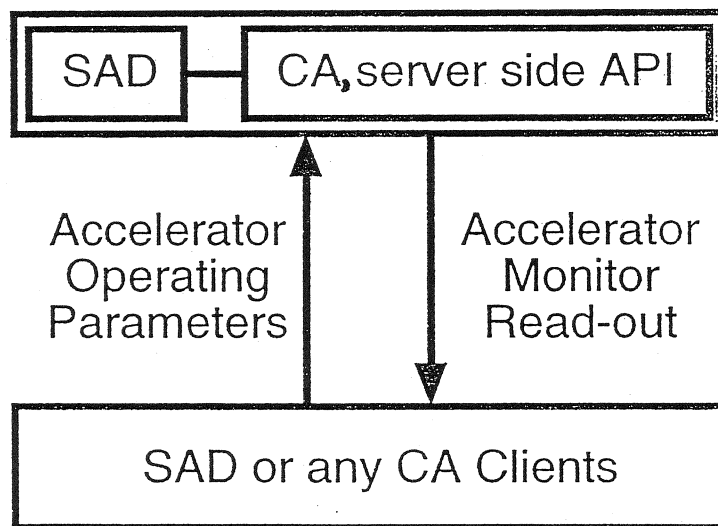 SAD
CA, server side API
Accelerator
Operating
Parameters
Accelerator
Monitor
Read-out
SAD or any CA Clients